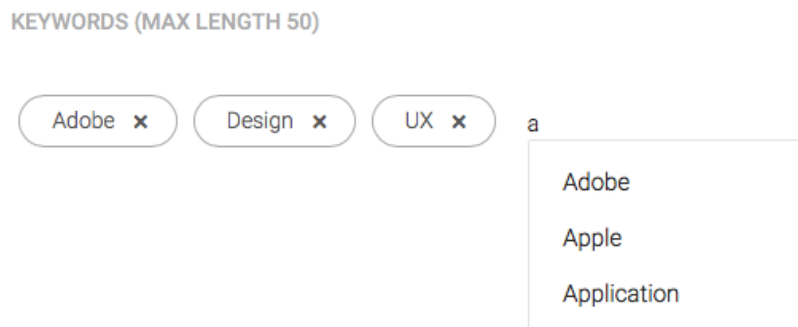 KEYWORDS (MAX LENGTH 50)
Adobe × Design × UX × a
Adobe
Apple
Application